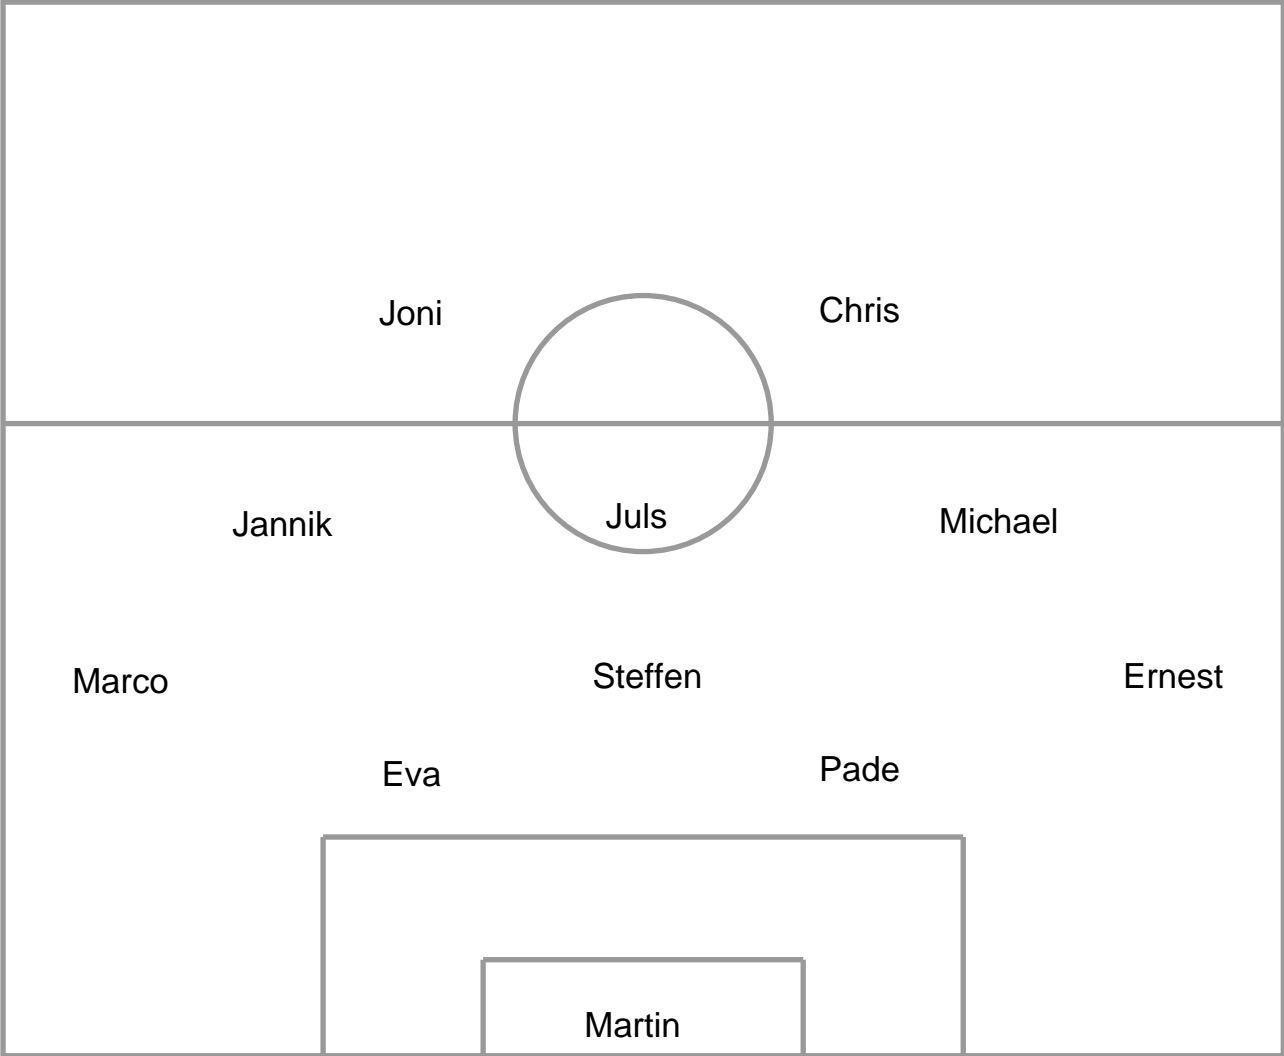 Joni
Chris
Jannik
Juls
Michael
Marco
Steffen
Ernest
Eva
Pade
Martin